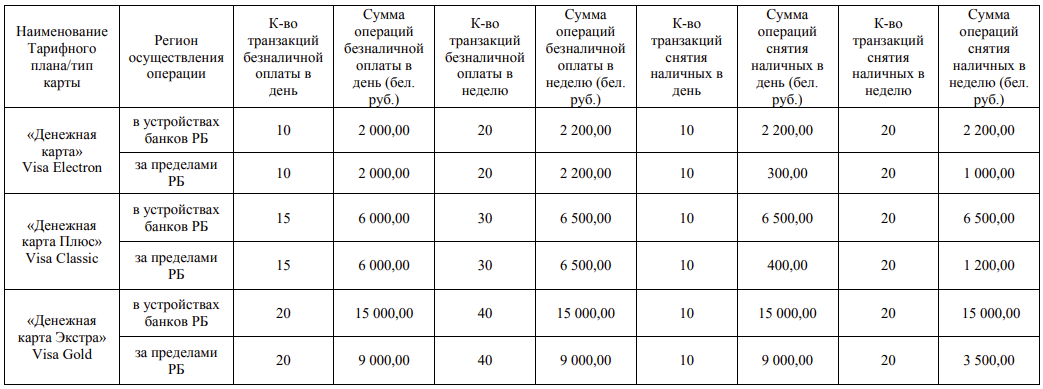 Наименование
Тарифного
плана/тип
карты
Регион
осуществления
операции
К-во
транзакций
безналичной
оплаты в
день
Сумма
операций
безналичной
оплаты в
день (бел.
руб.)
К-во
транзакций
безналичной
оплаты в
неделю
Сумма
операций
безналичной
оплаты в
неделю (бел.
руб.)
К-во
транзакций
снятия
наличных в
день
Сумма
операций
снятия
наличных в
день (бел.
руб.)
К-во
транзакций
снятия
наличных в
неделю
Сумма
операций
снятия
наличных в
неделю (бел.
руб.)
«Денежная
карта»
Visa Electron
в устройствах
банков РБ
10
2 000,00
20
2 200,00
10
2 200,00
20
2 200,00
за пределами
РБ
10
2 000,00
20
2 200,00
10
300,00
20
1 000,00
«Денежная
карта Плюс»
Visa Classic
в устройствах
банков РБ
15
6 000,00
30
6 500,00
10
6 500,00
20
6 500,00
за пределами
РБ
15
6 000,00
30
6 500,00
10
400,00
20
1 200,00
«Денежная
карта Экстра»
Visa Gold
в устройствах
банков РБ
20
15 000,00
40
15 000,00
10
15 000,00
20
15 000,00
за пределами
РБ
20
9 000,00
40
9 000,00
10
9 000,00
20
3 500,00